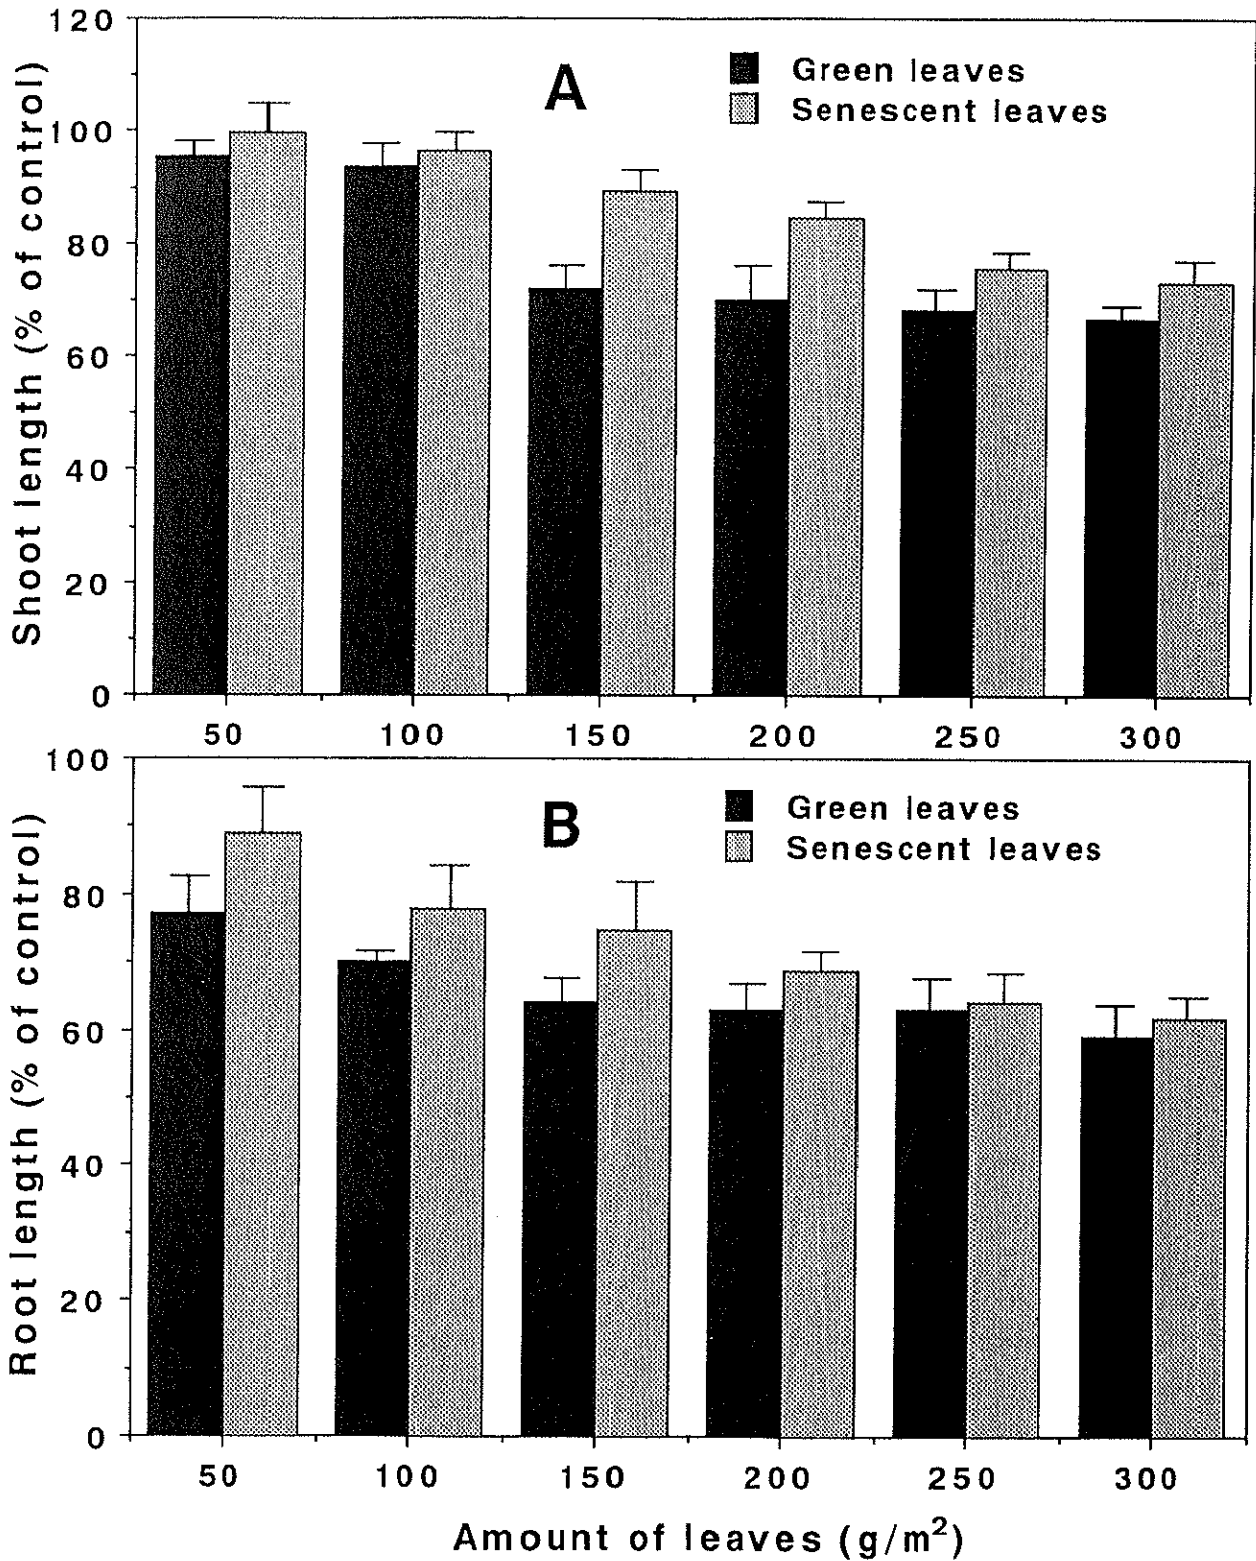 120
100
80
60
40
20
0
Shoot length (% of control)
A
Green leaves
Senescent leaves
50 100 150 200 250 300
100
80
60
40
20
0
Root length (% of control)
B
Green leaves
Senescent leaves
50 100 150 200 250 300
Amount of leaves (g/m²)